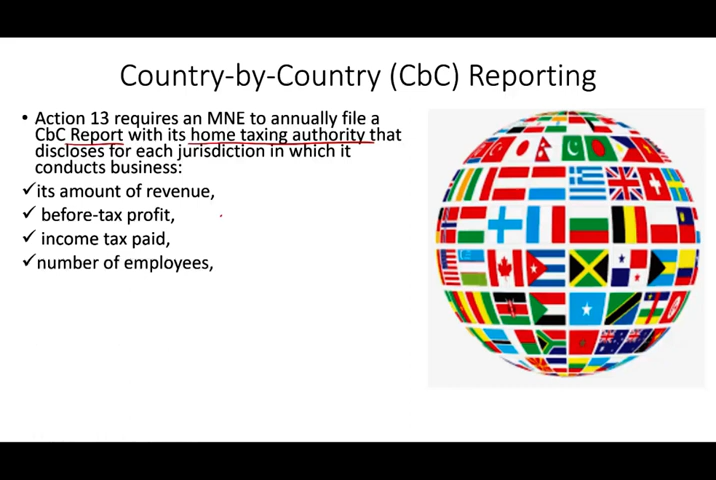 Country-by-Country (CbC) Reporting
• Action 13 requires an MNE to annually file a
CbC Report with its home taxing authority that
discloses for each jurisdiction in which it
conducts business:
✓its amount of revenue,
✓ before-tax profit,
✓ income tax paid,
✓number of employees,